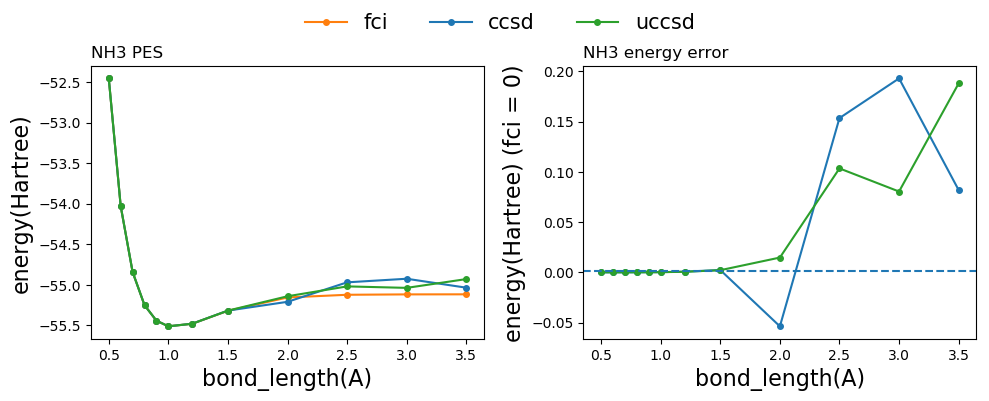 fci ccsd uccsd
NH3 PES
energy(Hartree)
−52.5
−53.0
−53.5
−54.0
−54.5
−55.0
−55.5
0.5 1.0 1.5 2.0 2.5 3.0 3.5
bond_length(A)
NH3 energy error
energy(Hartree) (fci = 0)
0.20
0.15
0.10
0.05
0.00
−0.05
0.5 1.0 1.5 2.0 2.5 3.0 3.5
bond_length(A)